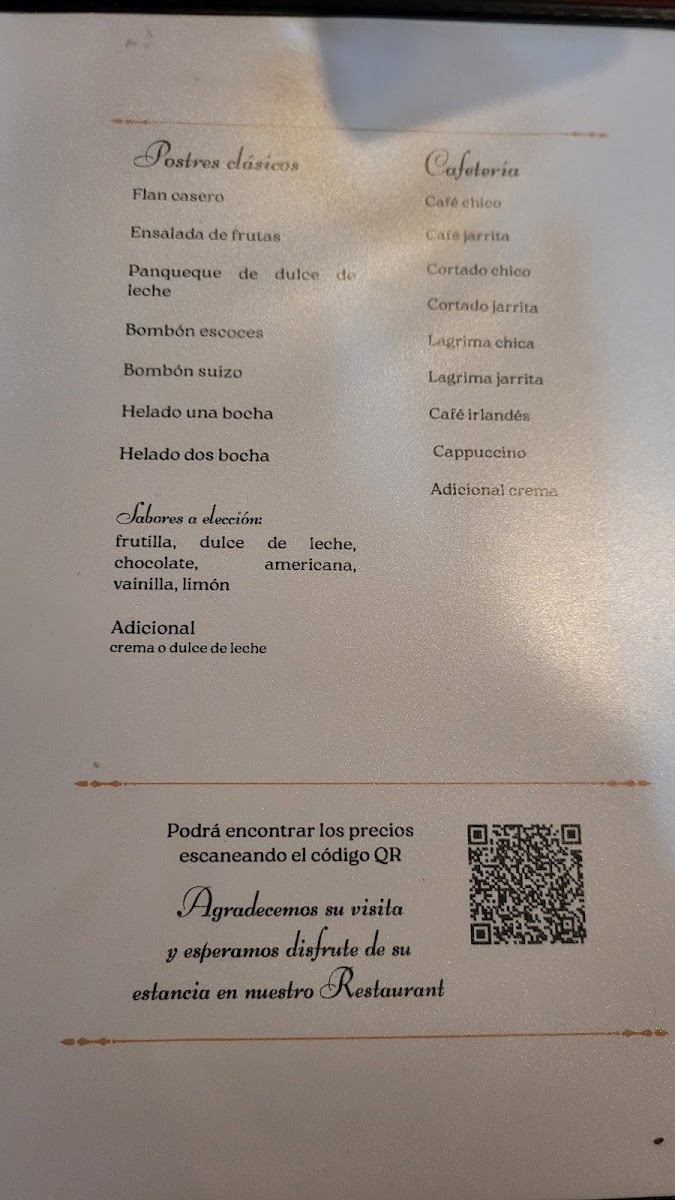 Postres clásicos
Flan casero
Ensalada de frutas
Panqueque de dulce de
leche
Bombón escoces
Bombón suizo
Helado una bocha
Helado dos bocha
Sabores a elección:
frutilla, dulce de leche,
chocolate, americana,
vainilla, limón
Adicional
crema o dulce de leche
Cafetería
Café chico
Café jarrita
Cortado chico
Cortado jarrita
Lagrima chica
Lagrima jarrita
Café irlandés
Cappuccino
Adicional crema
Podrá encontrar los precios
escaneando el código QR
Agradecemos su visita
y esperamos disfrute de su
estancia en nuestro Restaurant